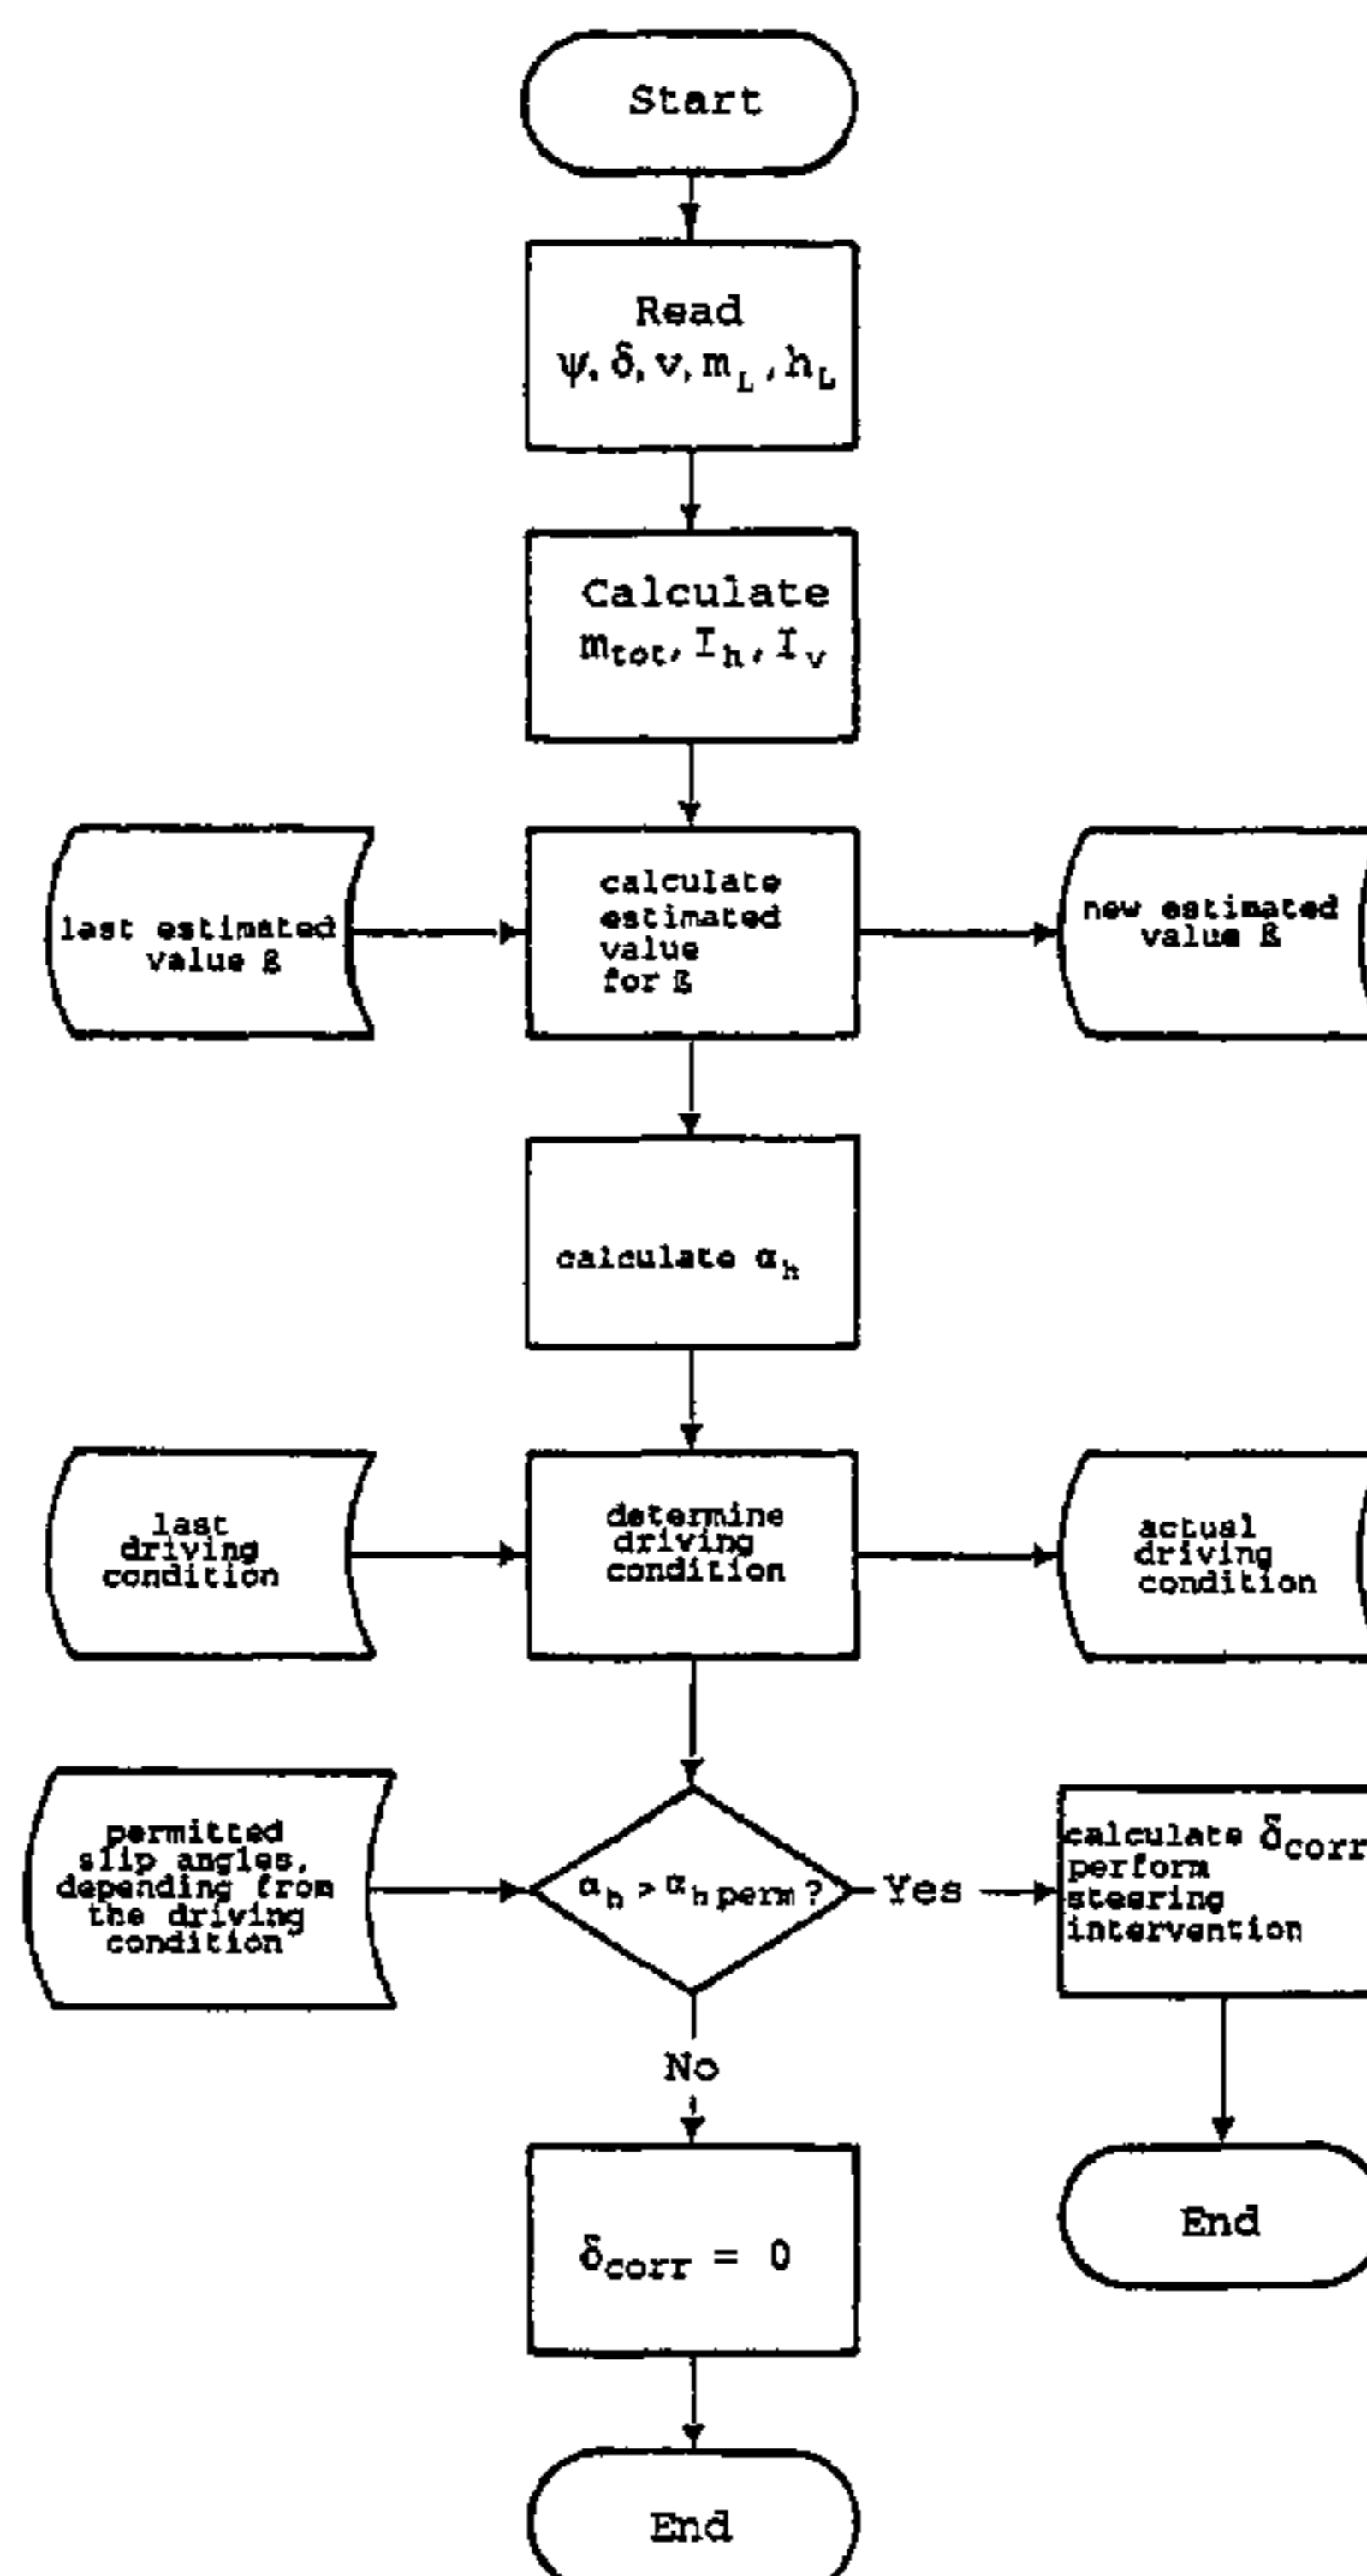 Start
Read
ψ, δ, v, m_L, h_L
Calculate
m_tot, I_h, I_v
last estimated
value ß
calculate
estimated
value
for ß
new estimated
value ß
calculate α_h
last
driving
condition
determine
driving
condition
actual
driving
condition
permitted
slip angles,
depending from
the driving
condition
α_h > α_h perm ?
Yes
calculate δ_corr
perform
steering
intervention
No
δ_corr = 0
End
End